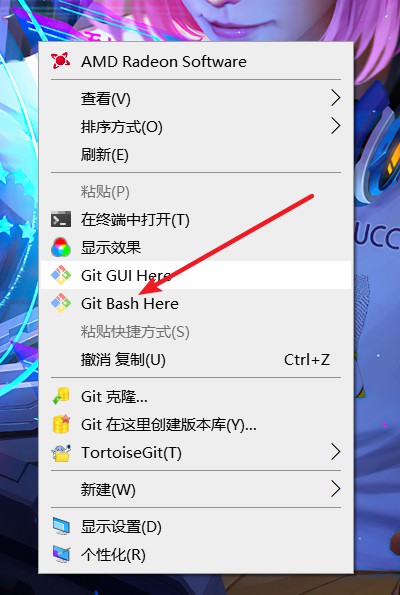 AMD Radeon Software
查看(V)
排序方式(O)
刷新(E)
粘贴(P)
在终端中打开(T)
显示效果
Git GUI Here
Git Bash Here
粘贴快捷方式(S)
撤消 复制(U) Ctrl+Z
Git 克隆...
Git 在这里创建版本库(Y)...
TortoiseGit(T)
新建(W)
显示设置(D)
个性化(R)
UCC